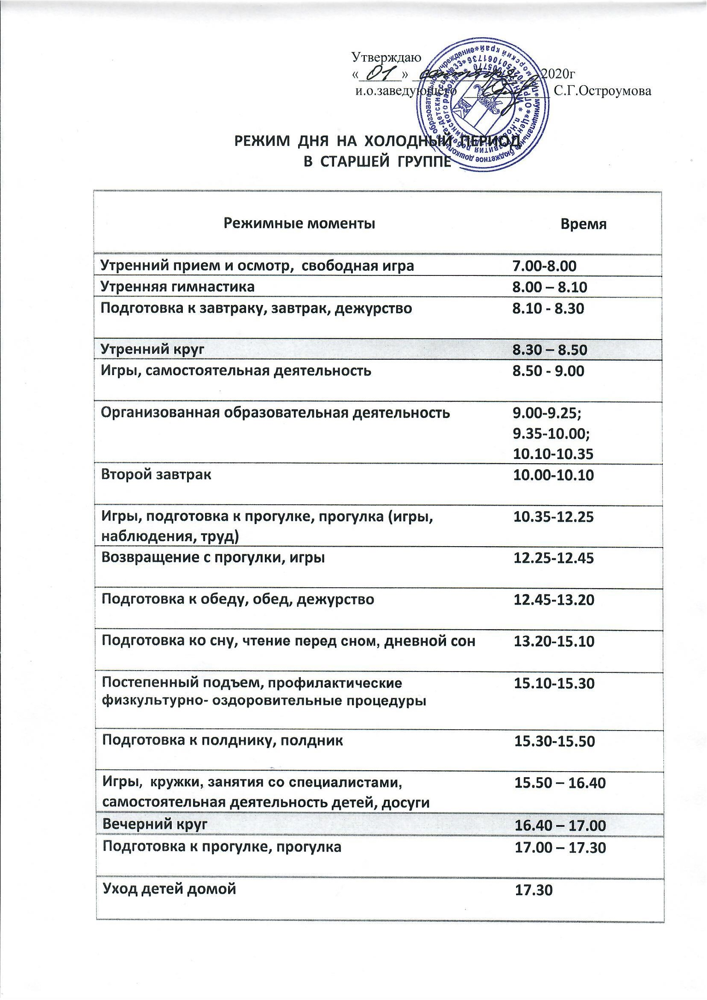 Утверждаю
«01» сентября 2020г
и.о.заведующего С.Г.Остроумова
РЕЖИМ ДНЯ НА ХОЛОДНЫЙ ПЕРИОД
В СТАРШЕЙ ГРУППЕ
Режимные моменты Время
Утренний прием и осмотр, свободная игра 7.00-8.00
Утренняя гимнастика 8.00 – 8.10
Подготовка к завтраку, завтрак, дежурство 8.10 - 8.30
Утренний круг 8.30 – 8.50
Игры, самостоятельная деятельность 8.50 - 9.00
Организованная образовательная деятельность 9.00-9.25;
9.35-10.00;
10.10-10.35
Второй завтрак 10.00-10.10
Игры, подготовка к прогулке, прогулка (игры, 10.35-12.25
наблюдения, труд)
Возвращение с прогулки, игры 12.25-12.45
Подготовка к обеду, обед, дежурство 12.45-13.20
Подготовка ко сну, чтение перед сном, дневной сон 13.20-15.10
Постепенный подъем, профилактические 15.10-15.30
физкультурно- оздоровительные процедуры
Подготовка к полднику, полдник 15.30-15.50
Игры, кружки, занятия со специалистами, 15.50 – 16.40
самостоятельная деятельность детей, досуги
Вечерний круг 16.40 – 17.00
Подготовка к прогулке, прогулка 17.00 – 17.30
Уход детей домой 17.30